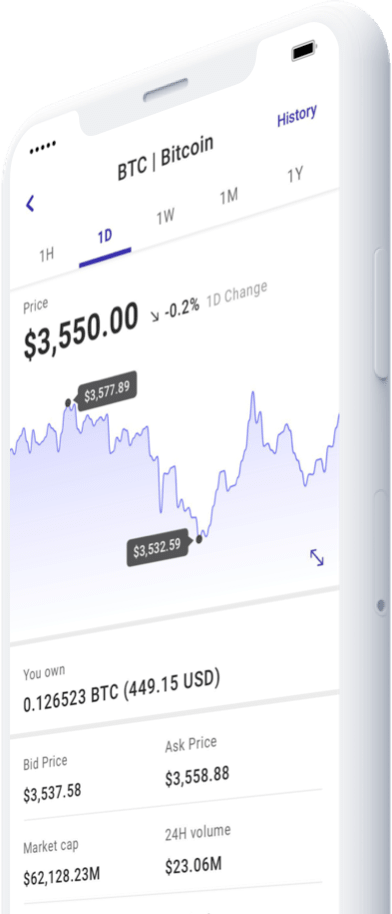 History
BTC | Bitcoin
1H 1D 1W 1M 1Y
Price
$3,550.00 -0.2% 1D Change
$3,577.89
$3,532.59
You own
0.126523 BTC (449.15 USD)
Bid Price Ask Price
$3,537.58 $3,558.88
Market cap 24H volume
$62,128.23M $23.06M